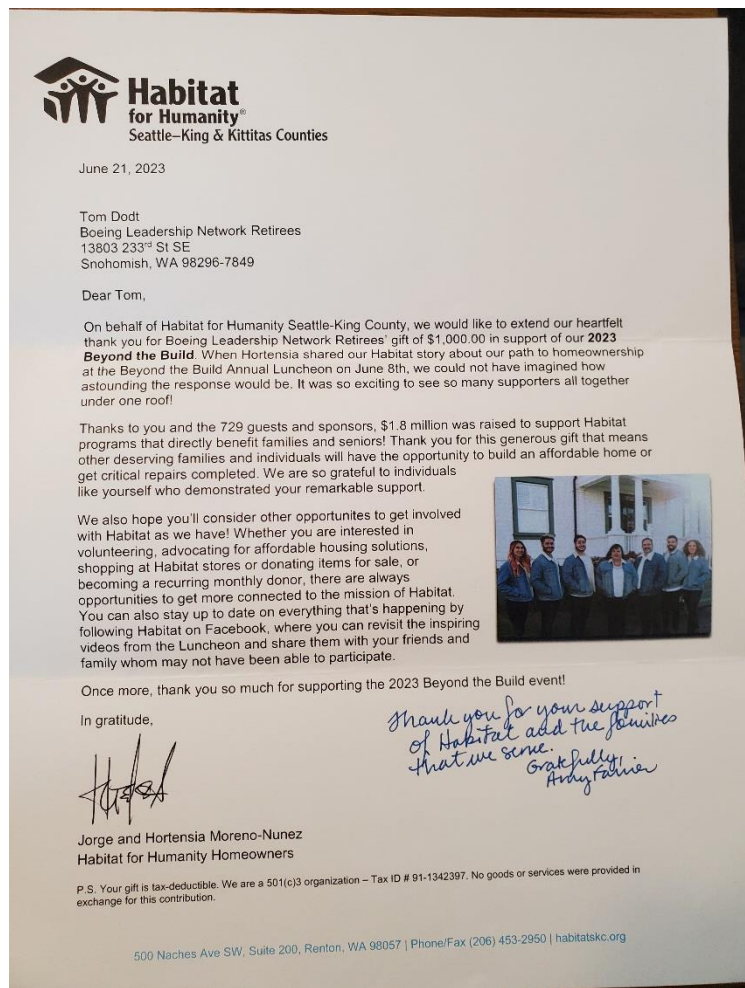 Habitat
for Humanity®
Seattle–King & Kittitas Counties
June 21, 2023
Tom Dodt
Boeing Leadership Network Retirees
13803 233rd St SE
Snohomish, WA 98296-7849
Dear Tom,
On behalf of Habitat for Humanity Seattle-King County, we would like to extend our heartfelt
thank you for Boeing Leadership Network Retirees' gift of $1,000.00 in support of our 2023
Beyond the Build. When Hortensia shared our Habitat story about our path to homeownership
at the Beyond the Build Annual Luncheon on June 8th, we could not have imagined how
astounding the response would be. It was so exciting to see so many supporters all together
under one roof!
Thanks to you and the 729 guests and sponsors, $1.8 million was raised to support Habitat
programs that directly benefit families and seniors! Thank you for this generous gift that means
other deserving families and individuals will have the opportunity to build an affordable home or
get critical repairs completed. We are so grateful to individuals
like yourself who demonstrated your remarkable support.
We also hope you'll consider other opportunites to get involved
with Habitat as we have! Whether you are interested in
volunteering, advocating for affordable housing solutions,
shopping at Habitat stores or donating items for sale, or
becoming a recurring monthly donor, there are always
opportunities to get more connected to the mission of Habitat.
You can also stay up to date on everything that's happening by
following Habitat on Facebook, where you can revisit the inspiring
videos from the Luncheon and share them with your friends and
family whom may not have been able to participate.
Once more, thank you so much for supporting the 2023 Beyond the Build event!
In gratitude,
Thank you for your support
of Habitat and the families
that we serve.
Gratefully,
Jorge and Hortensia Moreno-Nunez
Habitat for Humanity Homeowners
P.S. Your gift is tax-deductible. We are a 501(c)3 organization – Tax ID # 91-1342397. No goods or services were provided in
exchange for this contribution.
500 Naches Ave SW, Suite 200, Renton, WA 98057 | Phone/Fax (206) 453-2950 | habitatskc.org